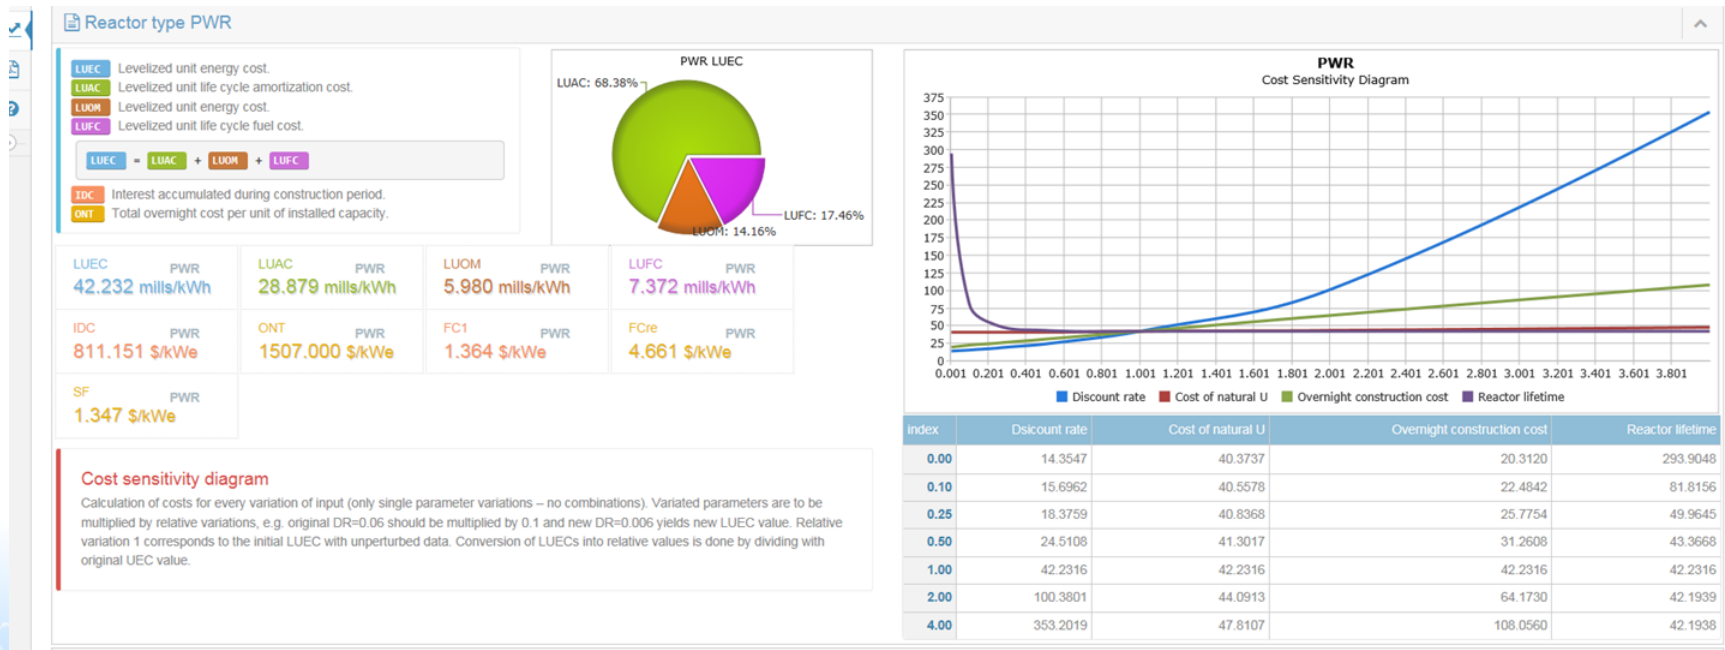 Reactor type PWR
LUEC Levelized unit energy cost.
LUAC Levelized unit life cycle amortization cost.
LUOM Levelized unit energy cost.
LUFC Levelized unit life cycle fuel cost.
LUEC = LUAC + LUOM + LUFC
IDC Interest accumulated during construction period.
ONT Total overnight cost per unit of installed capacity.
PWR LUEC
LUAC: 68.38%
LUFC: 17.46%
LUOM: 14.16%
LUEC PWR
42.232 mills/kWh
LUAC PWR
28.879 mills/kWh
LUOM PWR
5.980 mills/kWh
LUFC PWR
7.372 mills/kWh
IDC PWR
811.151 $/kWe
ONT PWR
1507.000 $/kWe
FC1 PWR
1.364 $/kWe
FCre PWR
4.661 $/kWe
SF PWR
1.347 $/kWe
Cost sensitivity diagram
Calculation of costs for every variation of input (only single parameter variations – no combinations). Variated parameters are to be
multiplied by relative variations, e.g. original DR=0.06 should be multiplied by 0.1 and new DR=0.006 yields new LUEC value. Relative
variation 1 corresponds to the initial LUEC with unperturbed data. Conversion of LUECs into relative values is done by dividing with
original UEC value.
PWR
Cost Sensitivity Diagram
375
350
325
300
275
250
225
200
175
150
125
100
75
50
25
0
0.001 0.201 0.401 0.601 0.801 1.001 1.201 1.401 1.601 1.801 2.001 2.201 2.401 2.601 2.801 3.001 3.201 3.401 3.601 3.801
Discount rate Cost of natural U Overnight construction cost Reactor lifetime
index Dsicount rate Cost of natural U Overnight construction cost Reactor lifetime
0.00 14.3547 40.3737 20.3120 293.9048
0.10 15.6962 40.5578 22.4842 81.8156
0.25 18.3759 40.8368 25.7754 49.9645
0.50 24.5108 41.3017 31.2608 43.3668
1.00 42.2316 42.2316 42.2316 42.2316
2.00 100.3801 44.0913 64.1730 42.1939
4.00 353.2019 47.8107 108.0560 42.1938